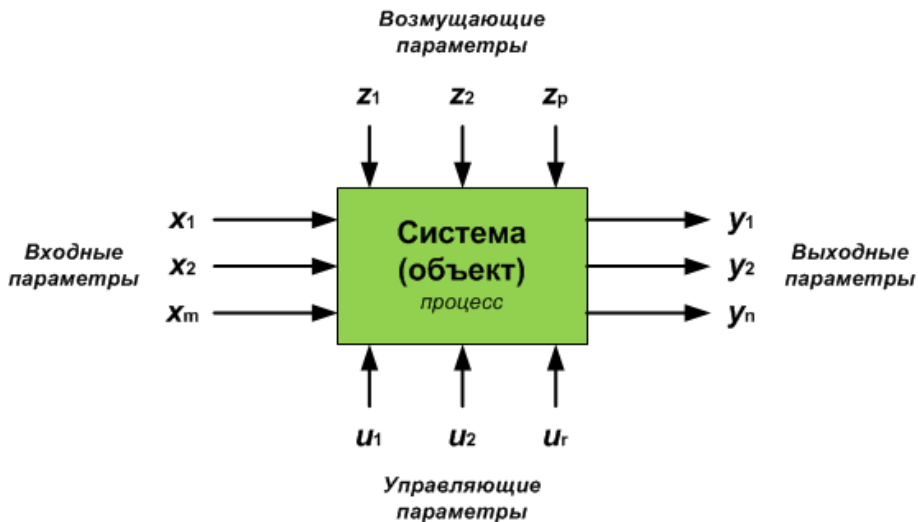 Возмущающие
параметры
z1 z2 zp
x1
x2
xm
Входные
параметры
Система
(объект)
процесс
y1
y2
yn
Выходные
параметры
u1 u2 ur
Управляющие
параметры